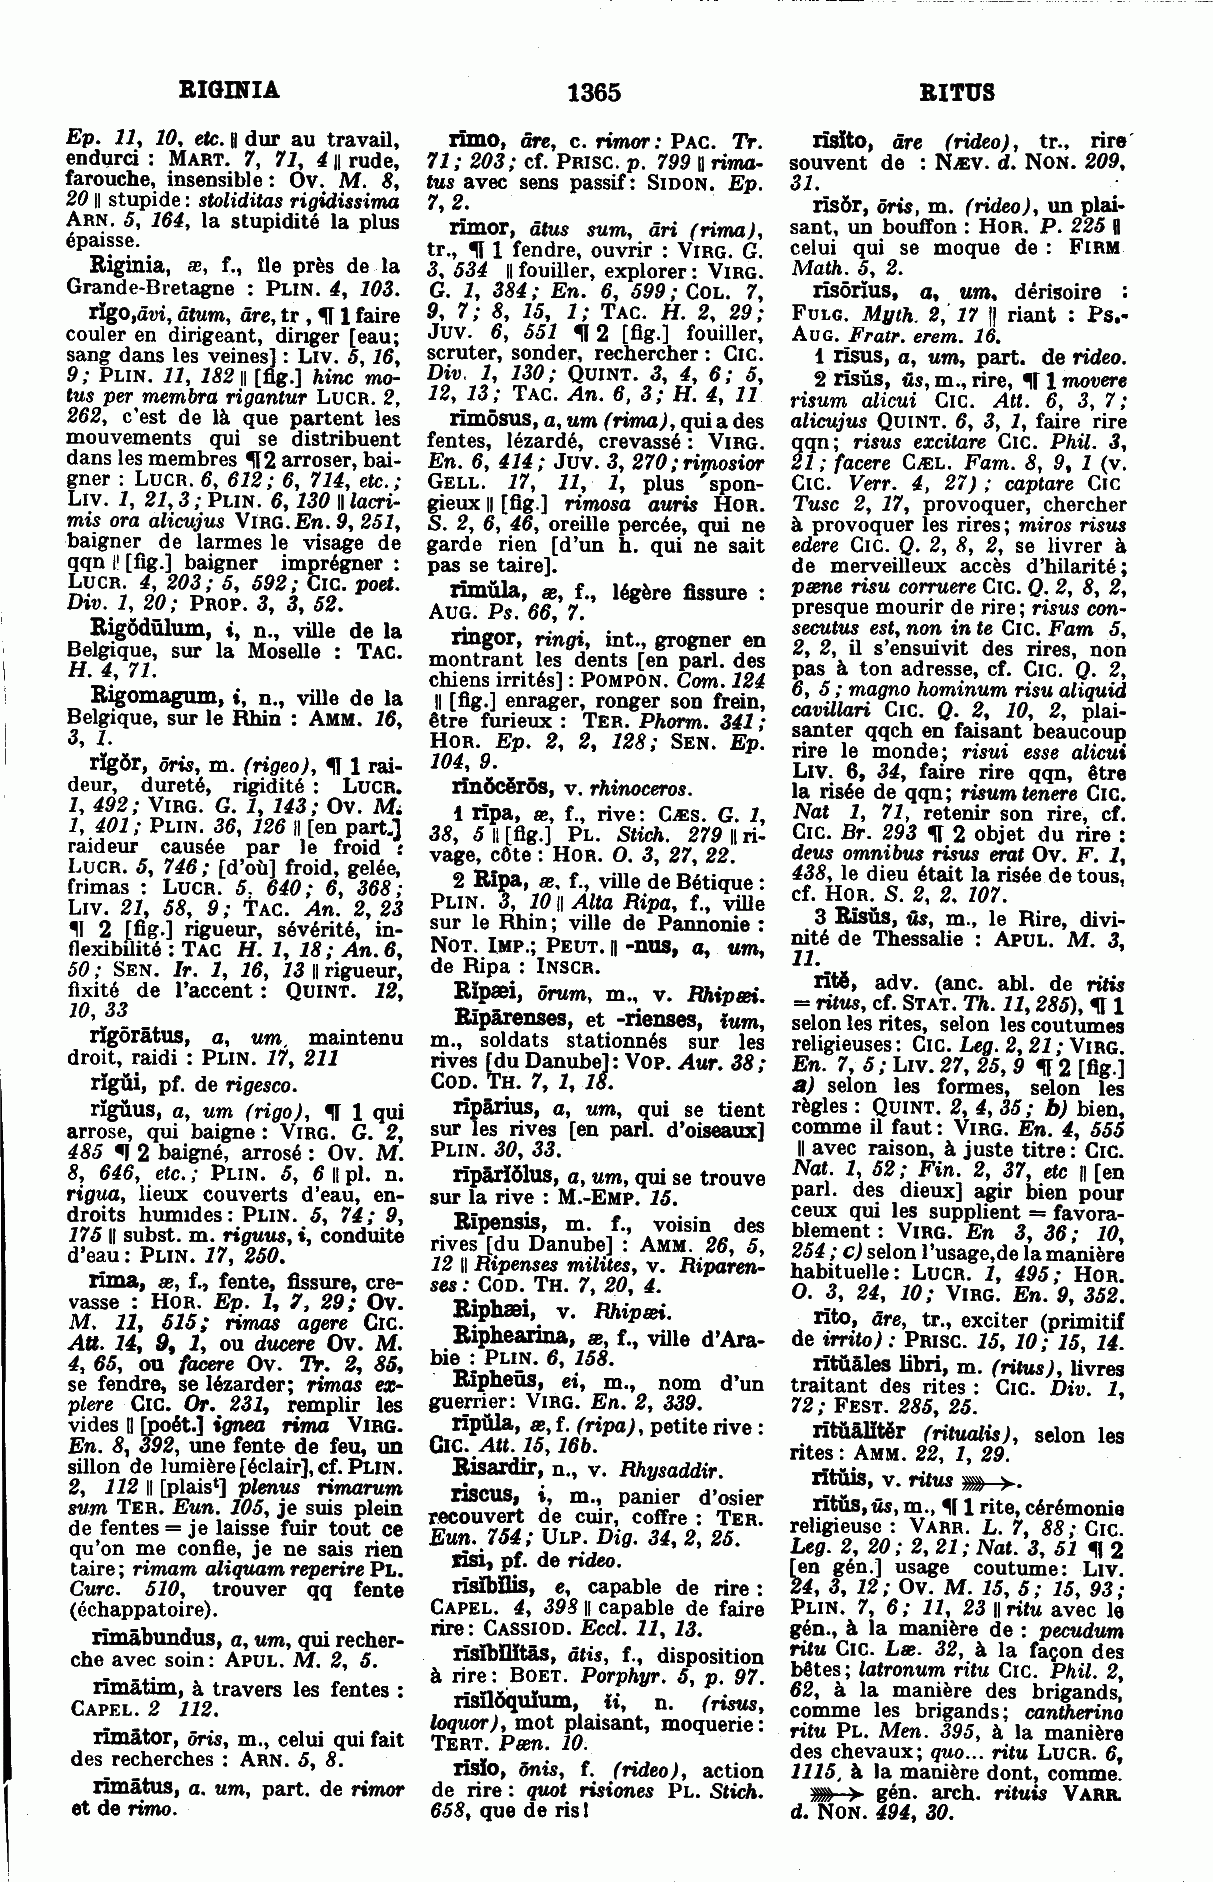 RIGINIA 1365 RITUS
Ep. 11, 10, etc. || dur au travail,
endurci : MART. 7, 71, 4 || rude,
farouche, insensible : OV. M. 8,
20 || stupide : stoliditas rigidissima
ARN. 5, 164, la stupidité la plus
épaisse.
Riginia, æ, f., île près de la
Grande-Bretagne : PLIN. 4, 103.
rĭgo, āvi, ātum, āre, tr , ¶ 1 faire
couler en dirigeant, diriger [eau;
sang dans les veines] : LIV. 5, 16,
9; PLIN. 11, 182 || [fig.] hinc mo-
tus per membra rigantur LUCR. 2,
262, c'est de là que partent les
mouvements qui se distribuent
dans les membres ¶ 2 arroser, bai-
gner : LUCR. 6, 612; 6, 714, etc.;
LIV. 1, 21, 3; PLIN. 6, 130 || lacri-
mis ora alicujus VIRG. En. 9, 251,
baigner de larmes le visage de
qqn || [fig.] baigner imprégner :
LUCR. 4, 203; 5, 592; CIC. poet.
Div. 1, 20; PROP. 3, 3, 52.
Rigŏdūlum, i, n., ville de la
Belgique, sur la Moselle : TAC.
H. 4, 71.
Rigomagum, i, n., ville de la
Belgique, sur le Rhin : AMM. 16,
3, 1.
rĭgŏr, ōris, m. (rigeo), ¶ 1 rai-
deur, dureté, rigidité : LUCR.
1, 492; VIRG. G. 1, 143; OV. M.
1, 401; PLIN. 36, 126 || [en part.]
raideur causée par le froid :
LUCR. 5, 746; [d'où] froid, gelée,
frimas : LUCR. 5, 640; 6, 368;
LIV. 21, 58, 9; TAC. An. 2, 23
¶ 2 [fig.] rigueur, sévérité, in-
flexibilité : TAC H. 1, 18; An. 6,
50; SEN. Ir. 1, 16, 13 || rigueur,
fixité de l'accent : QUINT. 12,
10, 33
rĭgōrātus, a, um, maintenu
droit, raidi : PLIN. 17, 211
rĭgŭi, pf. de rigesco.
rĭgŭus, a, um (rigo), ¶ 1 qui
arrose, qui baigne : VIRG. G. 2,
485 ¶ 2 baigné, arrosé : OV. M.
8, 646, etc.; PLIN. 5, 6 || pl. n.
rigua, lieux couverts d'eau, en-
droits humides : PLIN. 5, 74; 9,
175 || subst. m. riguus, i, conduite
d'eau : PLIN. 17, 250.
rīma, æ, f., fente, fissure, cre-
vasse : HOR. Ep. 1, 7, 29; OV.
M. 11, 515; rimas agere CIC.
Att. 14, 9, 1, ou ducere OV. M.
4, 65, ou facere OV. Tr. 2, 85,
se fendre, se lézarder; rimas ex-
plere CIC. Or. 231, remplir les
vides || [poét.] ignea rima VIRG.
En. 8, 392, une fente de feu, un
sillon de lumière [éclair], cf. PLIN.
2, 112 || [plaist] plenus rimarum
sum TER. Eun. 105, je suis plein
de fentes = je laisse fuir tout ce
qu'on me confie, je ne sais rien
taire; rimam aliquam reperire PL.
Curc. 510, trouver qq fente
(échappatoire).
rīmābundus, a, um, qui recher-
che avec soin : APUL. M. 2, 5.
rīmātim, à travers les fentes :
CAPEL. 2 112.
rīmātor, ōris, m., celui qui fait
des recherches : ARN. 5, 8.
rīmātus, a. um, part. de rimor
et de rimo.
rīmo, āre, c. rimor : PAC. Tr.
71; 203; cf. PRISC. p. 799 || rima-
tus avec sens passif : SIDON. Ep.
7, 2.
rīmor, ātus sum, āri (rima),
tr., ¶ 1 fendre, ouvrir : VIRG. G.
3, 534 || fouiller, explorer : VIRG.
G. 1, 384; En. 6, 599; COL. 7,
9, 7; 8, 15, 1; TAC. H. 2, 29;
JUV. 6, 551 ¶ 2 [fig.] fouiller,
scruter, sonder, rechercher : CIC.
Div. 1, 130; QUINT. 3, 4, 6; 5,
12, 13; TAC. An. 6, 3; H. 4, 11
rīmōsus, a, um (rima), qui a des
fentes, lézardé, crevassé : VIRG.
En. 6, 414; JUV. 3, 270; rimosior
GELL. 17, 11, 1, plus spon-
gieux || [fig.] rimosa auris HOR.
S. 2, 6, 46, oreille percée, qui ne
garde rien [d'un h. qui ne sait
pas se taire].
rīmŭla, æ, f., légère fissure :
AUG. Ps. 66, 7.
ringor, ringi, int., grogner en
montrant les dents [en parl. des
chiens irrités] : POMPON. Com. 124
|| [fig.] enrager, ronger son frein,
être furieux : TER. Phorm. 341;
HOR. Ep. 2, 2, 128; SEN. Ep.
104, 9.
rīnŏcĕrōs, v. rhinoceros.
1 rīpa, æ, f., rive : CÆS. G. 1,
38, 5 || [fig.] PL. Stich. 279 || ri-
vage, côte : HOR. O. 3, 27, 22.
2 Rīpa, æ, f., ville de Bétique :
PLIN. 3, 10 || Alta Ripa, f., ville
sur le Rhin; ville de Pannonie :
NOT. IMP.; PEUT. || -nus, a, um,
de Ripa : INSCR.
Rīpæi, ōrum, m., v. Rhipæi.
Rīpārenses, et -rienses, ium,
m., soldats stationnés sur les
rives [du Danube] : VOP. Aur. 38;
COD. TH. 7, 1, 18.
rīpārius, a, um, qui se tient
sur les rives [en parl. d'oiseaux]
PLIN. 30, 33.
rīpārĭŏlus, a, um, qui se trouve
sur la rive : M.-EMP. 15.
Rīpensis, m. f., voisin des
rives [du Danube] : AMM. 26, 5,
12 || Ripenses milites, v. Riparen-
ses : COD. TH. 7, 20, 4.
Riphæi, v. Rhipæi.
Riphearina, æ, f., ville d'Ara-
bie : PLIN. 6, 158.
Rīpheūs, ei, m., nom d'un
guerrier : VIRG. En. 2, 339.
rīpŭla, æ, f. (ripa), petite rive :
CIC. Att. 15, 16b.
Risardir, n., v. Rhysaddir.
riscus, i, m., panier d'osier
recouvert de cuir, coffre : TER.
Eun. 754; ULP. Dig. 34, 2, 25.
rīsi, pf. de rideo.
rīsĭbĭlis, e, capable de rire :
CAPEL. 4, 398 || capable de faire
rire : CASSIOD. Eccl. 11, 13.
rīsĭbĭlĭtās, ātis, f., disposition
à rire : BOET. Porphyr. 5, p. 97.
rīsĭlŏquĭum, ii, n. (risus,
loquor), mot plaisant, moquerie :
TERT. Pæn. 10.
rīsĭo, ōnis, f. (rideo), action
de rire : quot risiones PL. Stich.
658, que de ris!
rīsĭto, āre (rideo), tr., rire
souvent de : NÆV. d. NON. 209,
31.
rīsŏr, ōris, m. (rideo), un plai-
sant, un bouffon : HOR. P. 225 ||
celui qui se moque de : FIRM
Math. 5, 2.
rīsōrĭus, a, um, dérisoire :
FULG. Myth. 2, 17 || riant : PS.-
AUG. Fratr. erem. 16.
1 rīsus, a, um, part. de rideo.
2 rīsŭs, ūs, m., rire, ¶ 1 movere
risum alicui CIC. Att. 6, 3, 7;
alicujus QUINT. 6, 3, 1, faire rire
qqn; risus excitare CIC. Phil. 3,
21; facere CÆL. Fam. 8, 9, 1 (v.
CIC. Verr. 4, 27); captare CIC
Tusc 2, 17, provoquer, chercher
à provoquer les rires; miros risus
edere CIC. Q. 2, 8, 2, se livrer à
de merveilleux accès d'hilarité;
pæne risu corruere CIC. Q. 2, 8, 2,
presque mourir de rire; risus con-
secutus est, non in te CIC. Fam 5,
2, 2, il s'ensuivit des rires, non
pas à ton adresse, cf. CIC. Q. 2,
6, 5; magno hominum risu aliquid
cavillari CIC. Q. 2, 10, 2, plai-
santer qqch en faisant beaucoup
rire le monde; risui esse alicui
LIV. 6, 34, faire rire qqn, être
la risée de qqn; risum tenere CIC.
Nat 1, 71, retenir son rire, cf.
CIC. Br. 293 ¶ 2 objet du rire :
deus omnibus risus erat OV. F. 1,
438, le dieu était la risée de tous,
cf. HOR. S. 2, 2, 107.
3 Rīsŭs, ūs, m., le Rire, divi-
nité de Thessalie : APUL. M. 3,
11.
rītĕ, adv. (anc. abl. de ritis
= ritus, cf. STAT. Th. 11, 285), ¶ 1
selon les rites, selon les coutumes
religieuses : CIC. Leg. 2, 21; VIRG.
En. 7, 5; LIV. 27, 25, 9 ¶ 2 [fig.]
a) selon les formes, selon les
règles : QUINT. 2, 4, 35; b) bien,
comme il faut : VIRG. En. 4, 555
|| avec raison, à juste titre : CIC.
Nat. 1, 52; Fin. 2, 37, etc || [en
parl. des dieux] agir bien pour
ceux qui les supplient = favora-
blement : VIRG. En 3, 36; 10,
254; c) selon l'usage, de la manière
habituelle : LUCR. 1, 495; HOR.
O. 3, 24, 10; VIRG. En. 9, 352.
rīto, āre, tr., exciter (primitif
de irrito) : PRISC. 15, 10; 15, 14.
rītŭāles libri, m. (ritus), livres
traitant des rites : CIC. Div. 1,
72; FEST. 285, 25.
rītŭālĭtĕr (ritualis), selon les
rites : AMM. 22, 1, 29.
rītŭis, v. ritus ➳.
rītŭs, ūs, m., ¶ 1 rite, cérémonie
religieuse : VARR. L. 7, 88; CIC.
Leg. 2, 20; 2, 21; Nat. 3, 51 ¶ 2
[en gén.] usage coutume : LIV.
24, 3, 12; OV. M. 15, 5; 15, 93;
PLIN. 7, 6; 11, 23 || ritu avec le
gén., à la manière de : pecudum
ritu CIC. Læ. 32, à la façon des
bêtes; latronum ritu CIC. Phil. 2,
62, à la manière des brigands,
comme les brigands; cantherino
ritu PL. Men. 395, à la manière
des chevaux; quo... ritu LUCR. 6,
1115, à la manière dont, comme.
➳ gén. arch. rituis VARR.
d. NON. 494, 30.